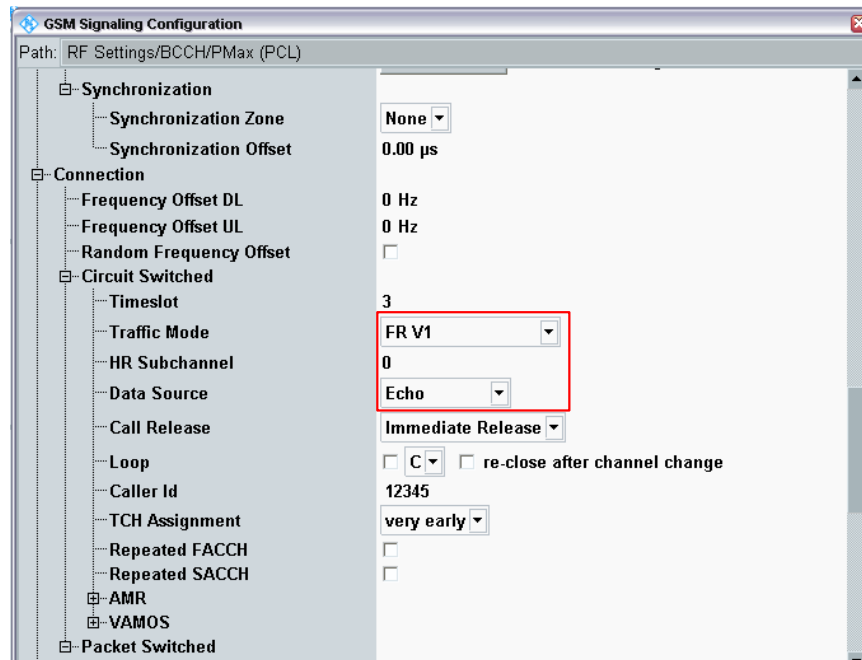 GSM Signaling Configuration
Path: RF Settings/BCCH/PMax (PCL)
Synchronization
Synchronization Zone None
Synchronization Offset 0.00 µs
Connection
Frequency Offset DL 0 Hz
Frequency Offset UL 0 Hz
Random Frequency Offset
Circuit Switched
Timeslot 3
Traffic Mode FR V1
HR Subchannel 0
Data Source Echo
Call Release Immediate Release
Loop C re-close after channel change
Caller Id 12345
TCH Assignment very early
Repeated FACCH
Repeated SACCH
AMR
VAMOS
Packet Switched